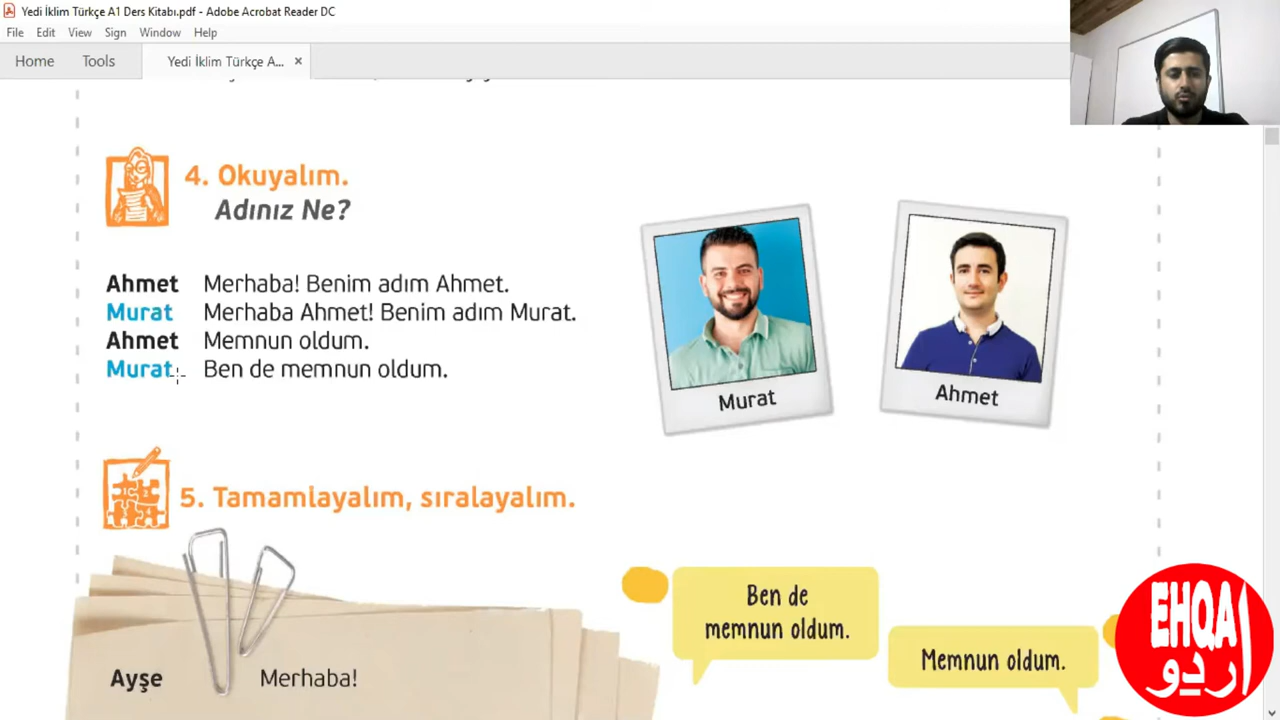 Yedi İklim Türkçe A1 Ders Kitabı.pdf - Adobe Acrobat Reader DC
File Edit View Sign Window Help
Home Tools Yedi İklim Türkçe A... ×
4. Okuyalım.
Adınız Ne?
Ahmet Merhaba! Benim adım Ahmet.
Murat Merhaba Ahmet! Benim adım Murat.
Ahmet Memnun oldum.
Murat Ben de memnun oldum.
Murat
Ahmet
5. Tamamlayalım, sıralayalım.
Ben de
memnun oldum.
Memnun oldum.
Ayşe Merhaba!
EHQA
اردو